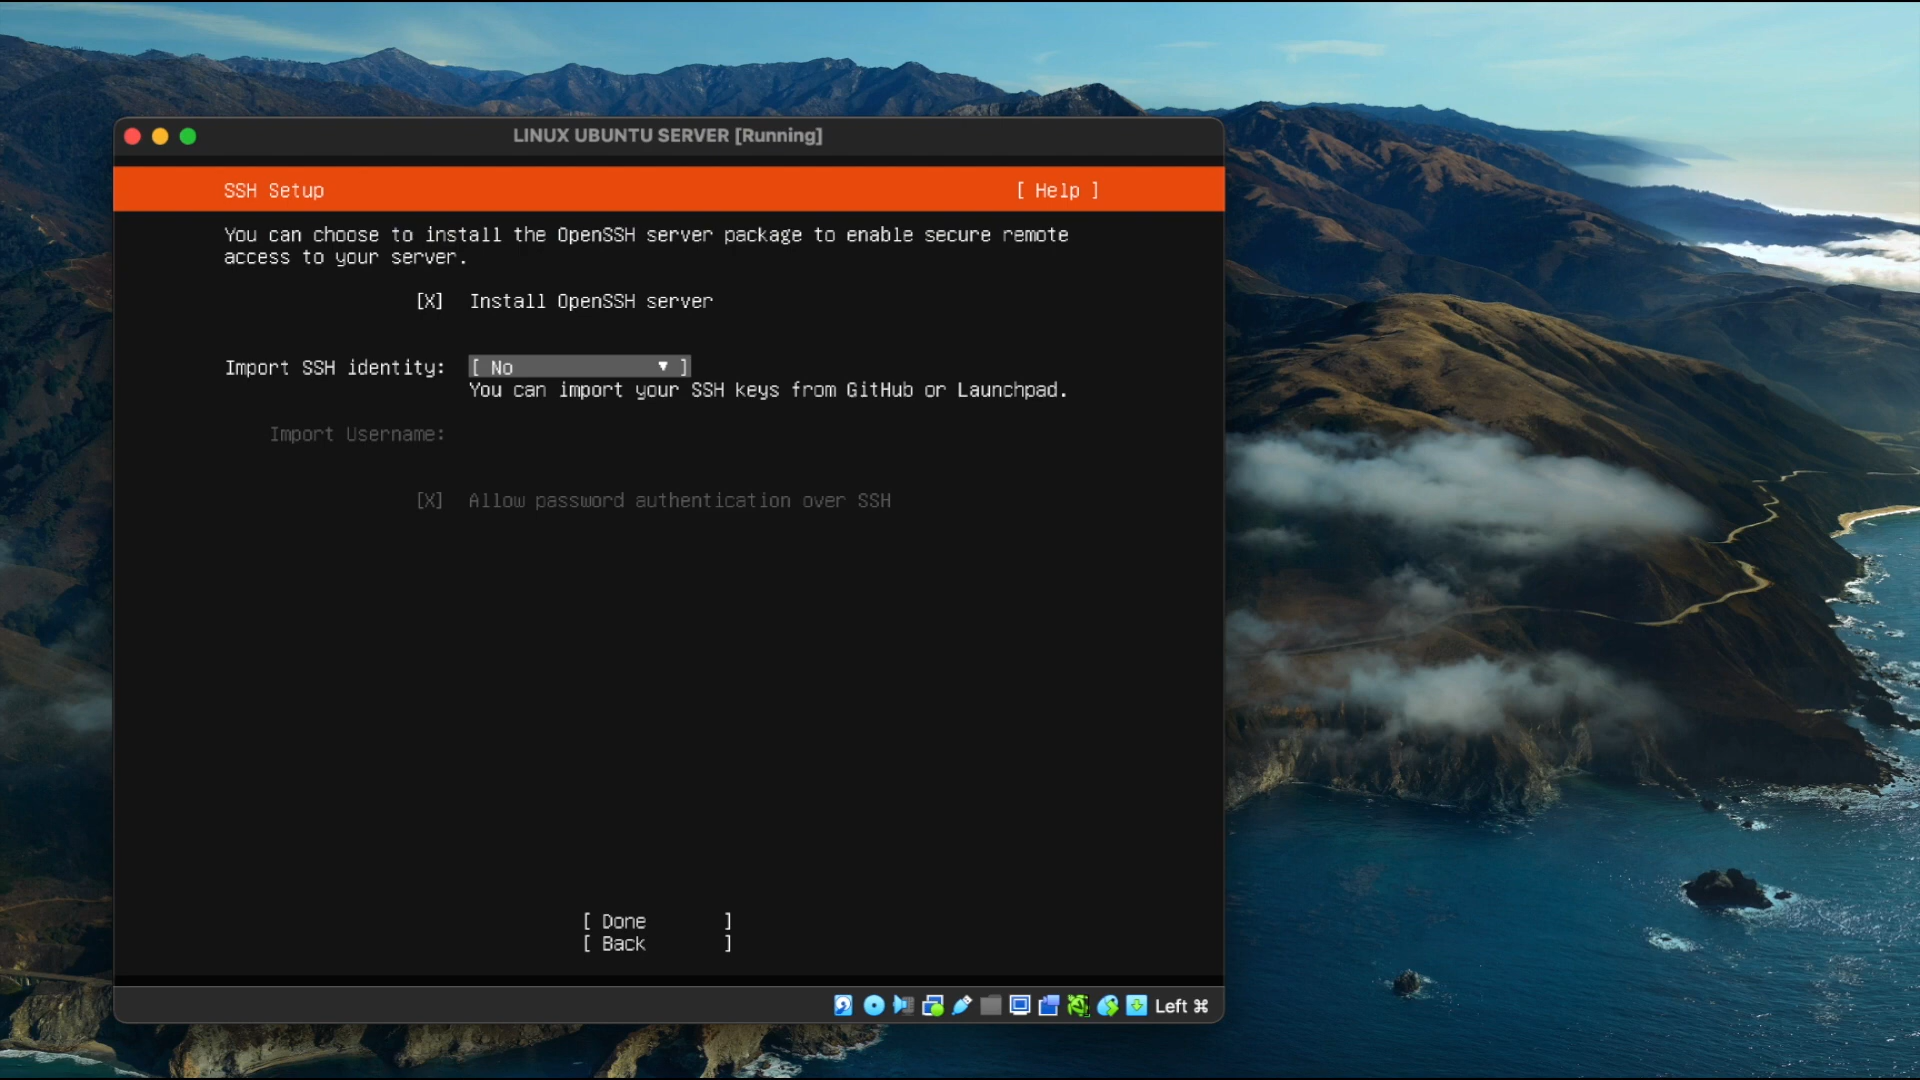 LINUX UBUNTU SERVER [Running]
SSH Setup [ Help ]
You can choose to install the OpenSSH server package to enable secure remote
access to your server.
[X] Install OpenSSH server
Import SSH identity: [ No ▼ ]
You can import your SSH keys from GitHub or Launchpad.
Import Username:
[X] Allow password authentication over SSH
[ Done ]
[ Back ]
Left ⌘